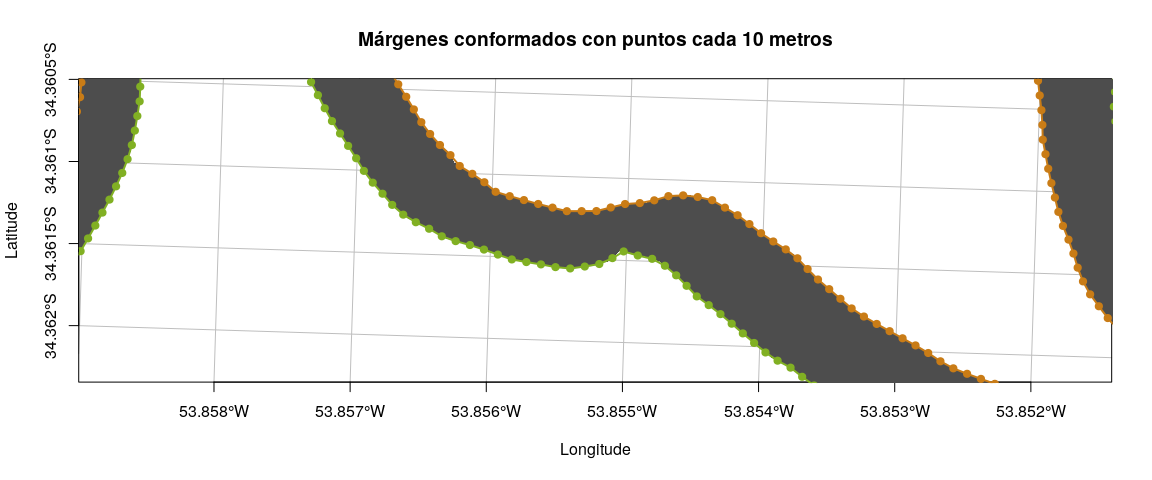 Márgenes conformados con puntos cada 10 metros
34.3605°S
34.361°S
34.3615°S
34.362°S
Latitude
53.858°W 53.857°W 53.856°W 53.855°W 53.854°W 53.853°W 53.852°W
Longitude